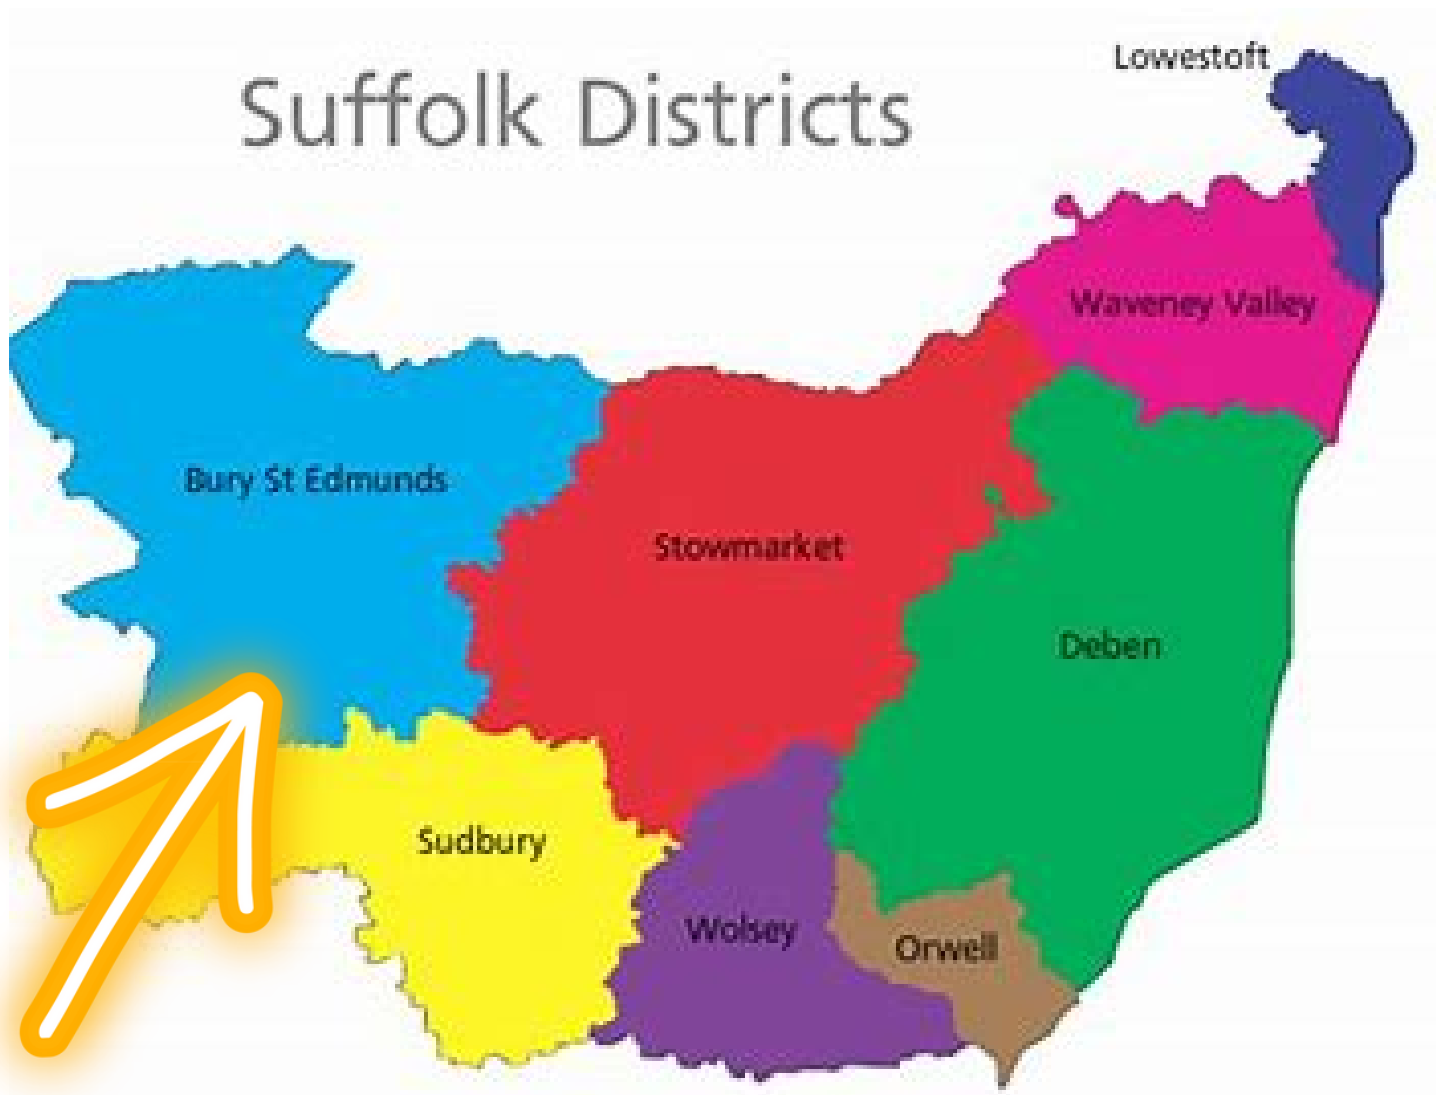 Lowestoft
Suffolk Districts
Waveney Valley
Bury St Edmunds
Stowmarket
Deben
Sudbury
Wolsey
Orwell